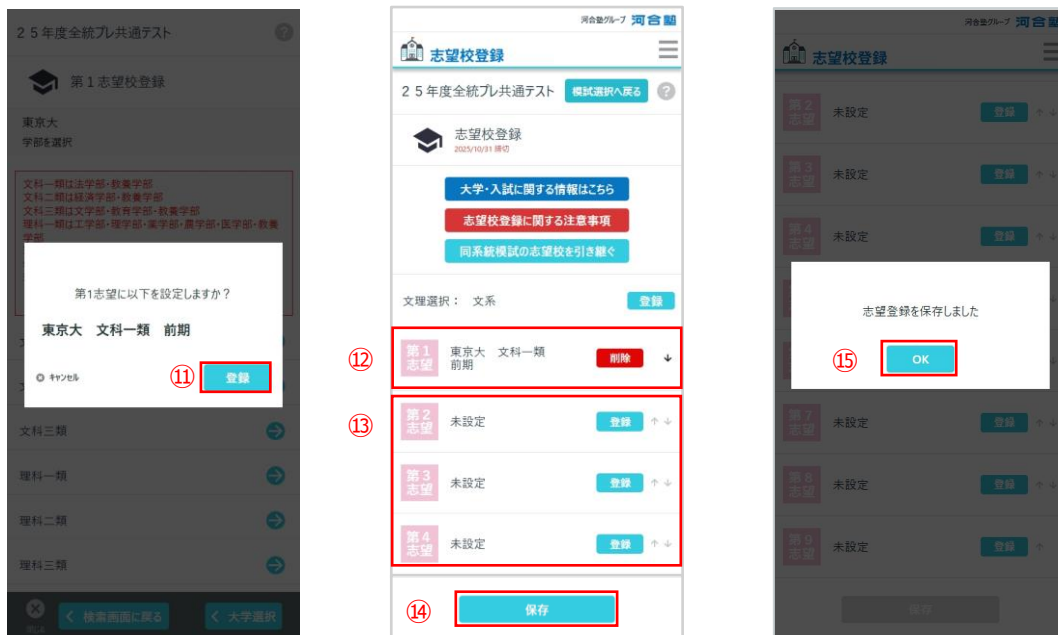 ２５年度全統プレ共通テスト
第１志望校登録
東京大
学部を選択
文科一類は法学部・教養学部
文科二類は経済学部・教養学部
文科三類は文学部・教育学部・教養学部
理科一類は工学部・理学部・薬学部・農学部・医学部・教養
学部
第1志望に以下を設定しますか？
東京大　文科一類　前期
キャンセル
⑪
登録
文科三類
理科一類
理科二類
理科三類
検索画面に戻る
大学選択
河合塾グループ 河合塾
志望校登録
２５年度全統プレ共通テスト
模試選択へ戻る
?
志望校登録
2025/10/31 締切
大学・入試に関する情報はこちら
志望校登録に関する注意事項
同系統模試の志望校を引き継ぐ
文理選択：　文系
登録
⑫
第1
志望
東京大　文科一類
前期
削除
↓
⑬
第2
志望
未設定
登録
↑ ↓
第3
志望
未設定
登録
↑ ↓
第4
志望
未設定
登録
↑ ↓
⑭
保存
河合塾グループ 河合塾
志望校登録
第2
志望
未設定
登録
↑ ↓
第3
志望
未設定
登録
↑ ↓
第4
志望
未設定
登録
↑ ↓
志望登録を保存しました
⑮
OK
第7
志望
未設定
登録
↑ ↓
第8
志望
未設定
登録
↑ ↓
第9
志望
未設定
登録
↑
保存